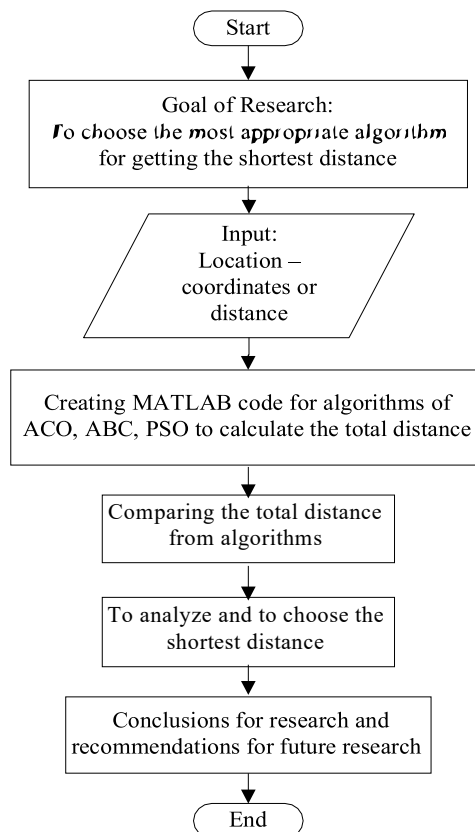 Start
Goal of Research:
To choose the most appropriate algorithm
for getting the shortest distance
Input:
Location –
coordinates or
distance
Creating MATLAB code for algorithms of
ACO, ABC, PSO to calculate the total distance
Comparing the total distance
from algorithms
To analyze and to choose the
shortest distance
Conclusions for research and
recommendations for future research
End